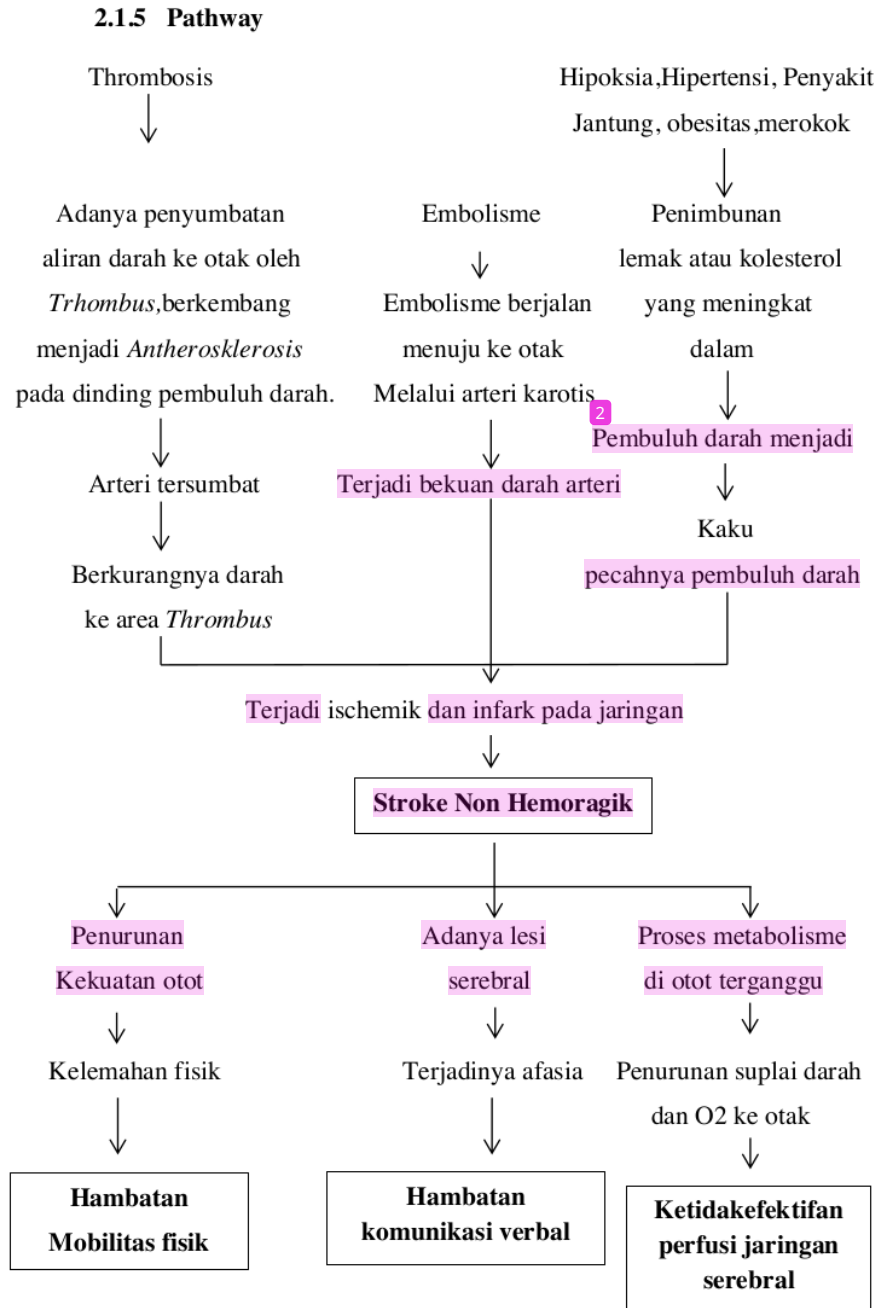 2.1.5 Pathway
Thrombosis
Adanya penyumbatan
aliran darah ke otak oleh
Trhombus,berkembang
menjadi Antherosklerosis
pada dinding pembuluh darah.
Arteri tersumbat
Berkurangnya darah
ke area Thrombus
Embolisme
Embolisme berjalan
menuju ke otak
Melalui arteri karotis
Terjadi bekuan darah arteri
Hipoksia,Hipertensi, Penyakit
Jantung, obesitas,merokok
Penimbunan
lemak atau kolesterol
yang meningkat
dalam
2
Pembuluh darah menjadi
Kaku
pecahnya pembuluh darah
Terjadi ischemik dan infark pada jaringan
Stroke Non Hemoragik
Penurunan
Kekuatan otot
Kelemahan fisik
Hambatan
Mobilitas fisik
Adanya lesi
serebral
Terjadinya afasia
Hambatan
komunikasi verbal
Proses metabolisme
di otot terganggu
Penurunan suplai darah
dan O2 ke otak
Ketidakefektifan
perfusi jaringan
serebral